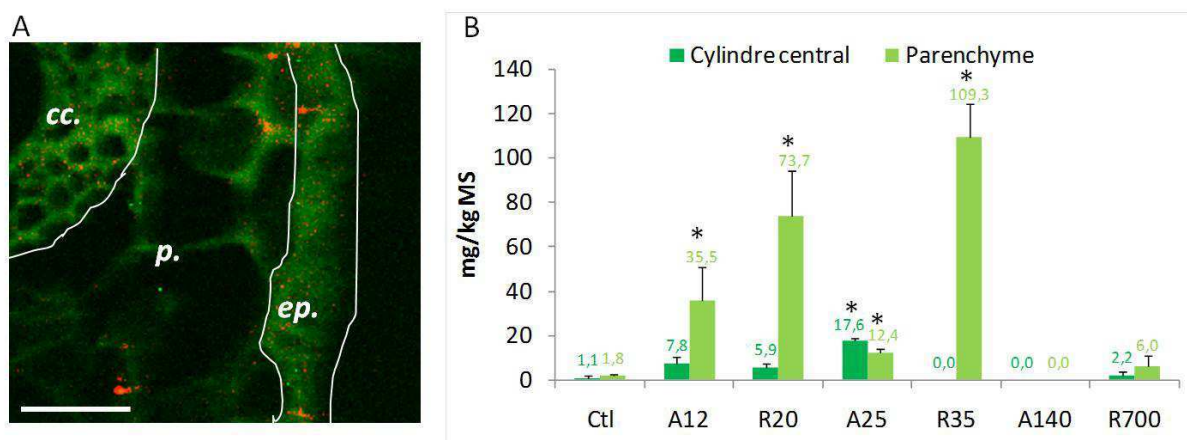 A
cc.
p.
ep.
B
Cylindre central Parenchyme
mg/kg MS
140
120
100
80
60
40
20
0
1,1 1,8
7,8 * 35,5
5,9 * 73,7
* 17,6 * 12,4
0,0 * 109,3
0,0 0,0
2,2 6,0
Ctl A12 R20 A25 R35 A140 R700